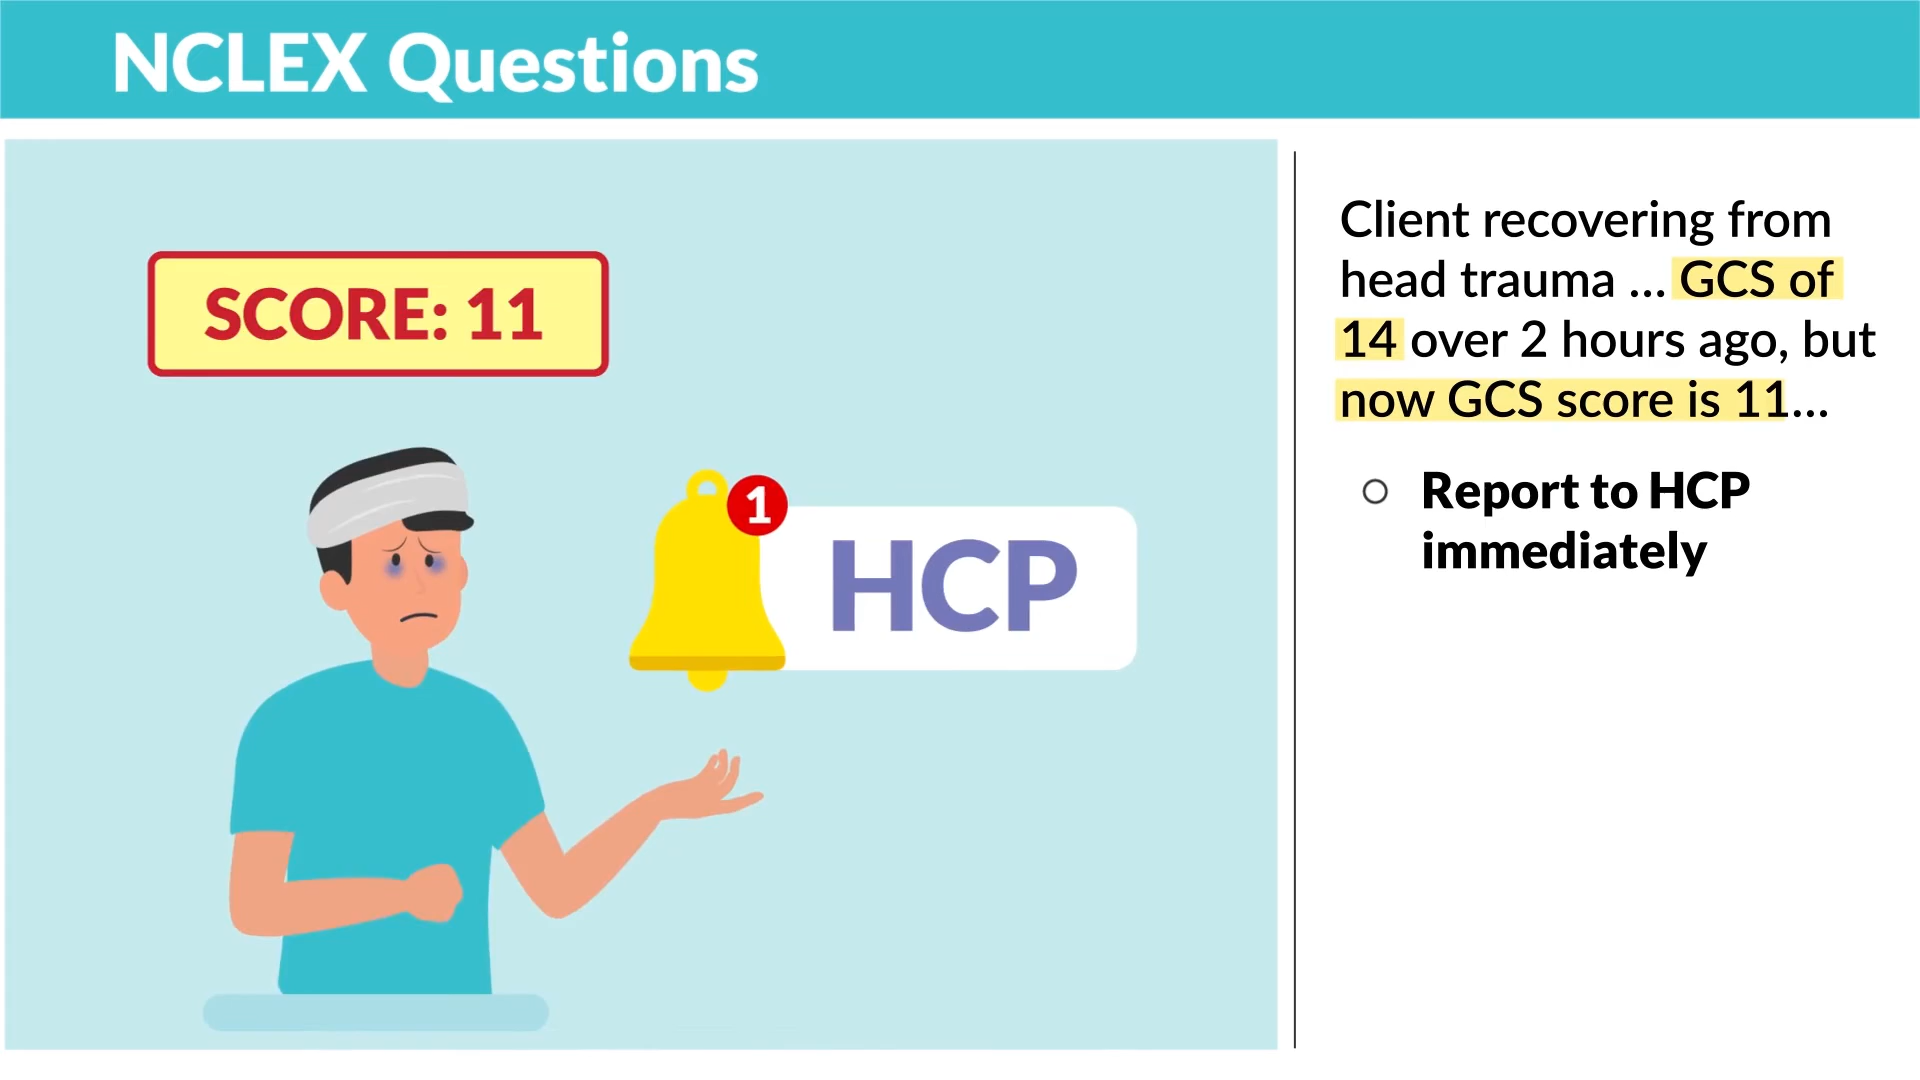 NCLEX Questions
SCORE: 11
1
HCP
Client recovering from
head trauma ... GCS of
14 over 2 hours ago, but
now GCS score is 11...
Report to HCP
immediately